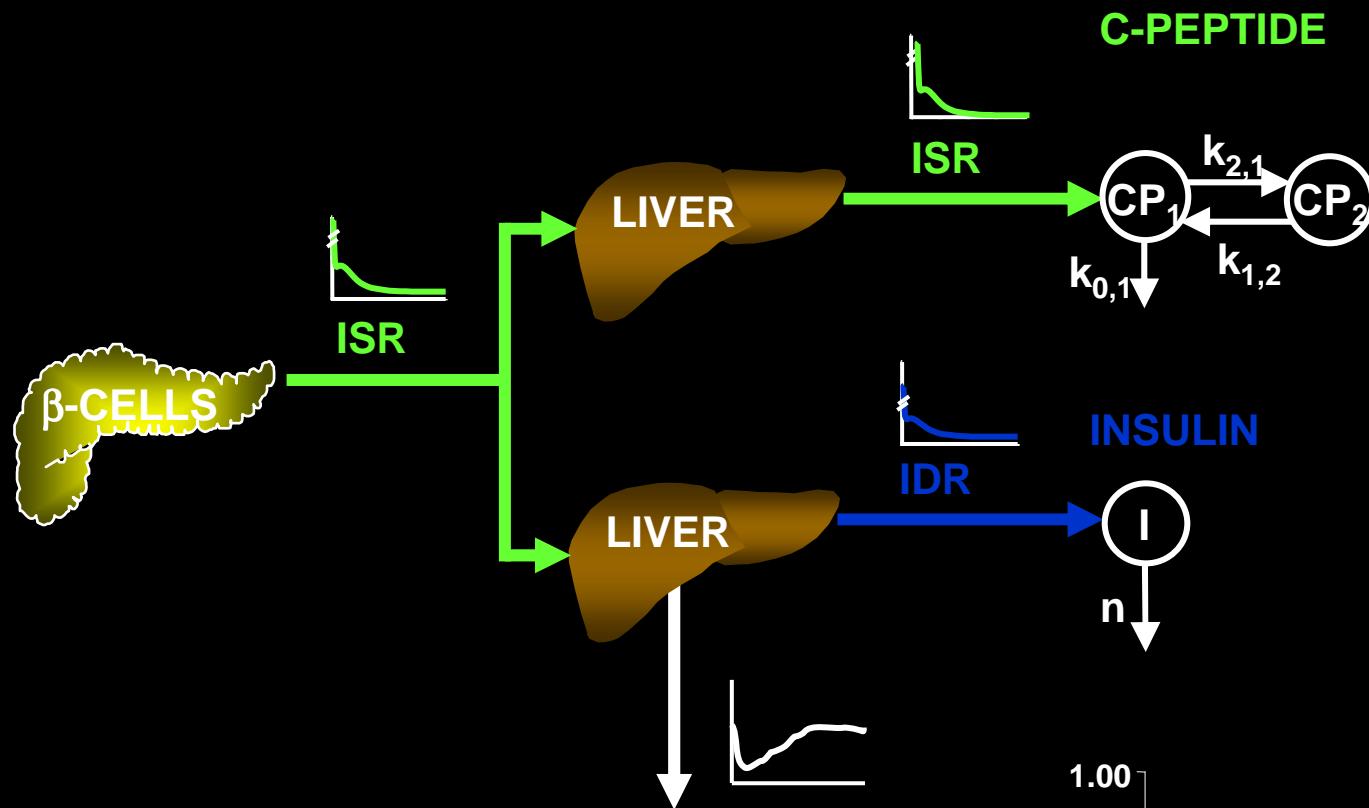 C-PEPTIDE
ISR
LIVER
k2,1
CP1
CP2
k0,1
k1,2
ISR
β-CELLS
INSULIN
IDR
LIVER
I
n
1.00